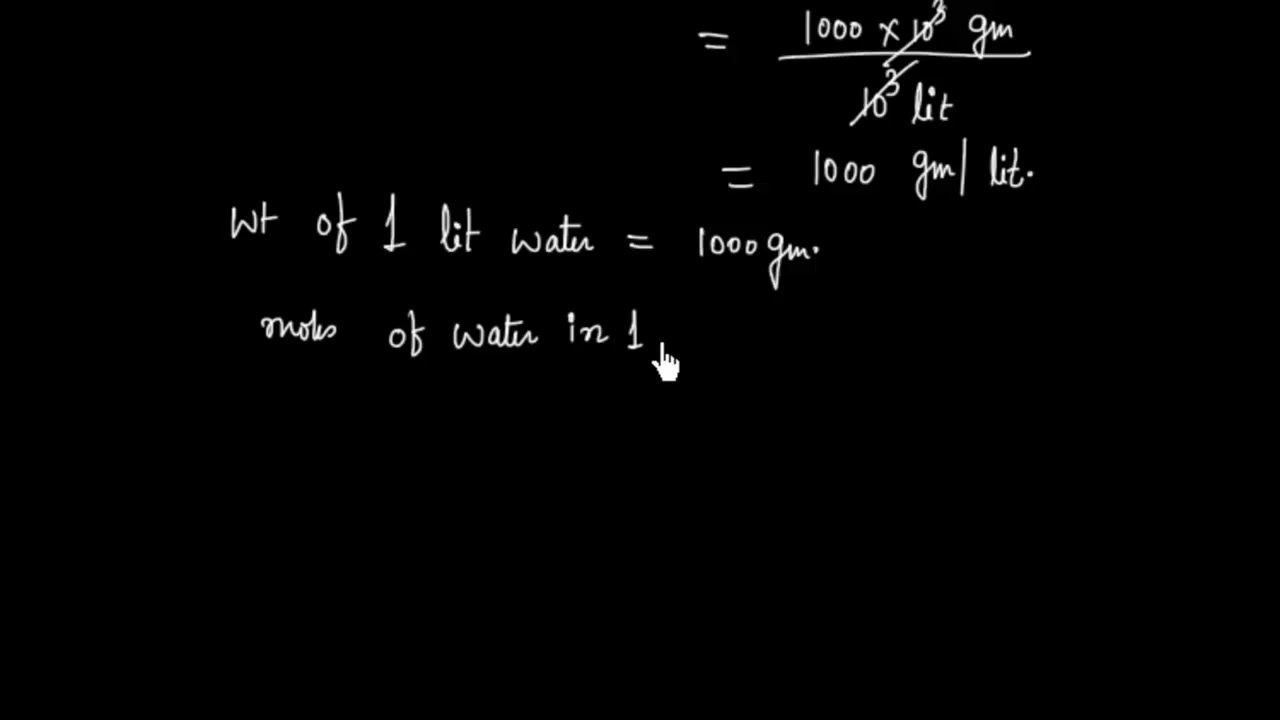 = 1000 x 10³ gm
10³ lit
= 1000 gm/lit.
Wt of 1 lit water = 1000 gm.
moles of water in 1